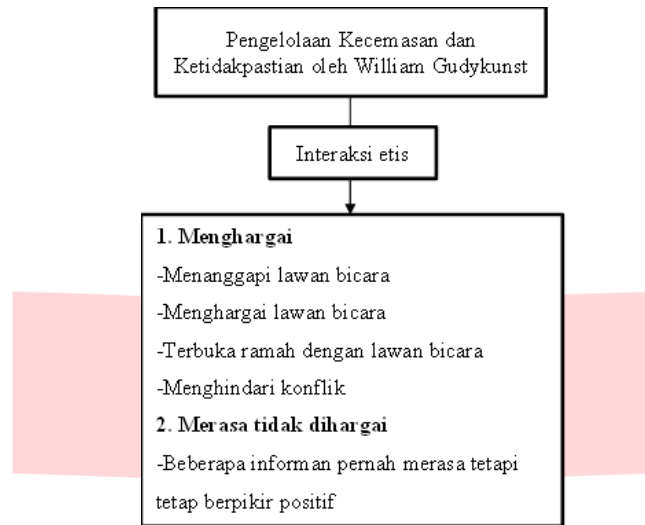 Pengelolaan Kecemasan dan
Ketidakpastian oleh William Gudykunst
Interaksi etis
1. Menghargai
-Menanggapi lawan bicara
-Menghargai lawan bicara
-Terbuka ramah dengan lawan bicara
-Menghindari konflik
2. Merasa tidak dihargai
-Beberapa informan pernah merasa tetapi
tetap berpikir positif